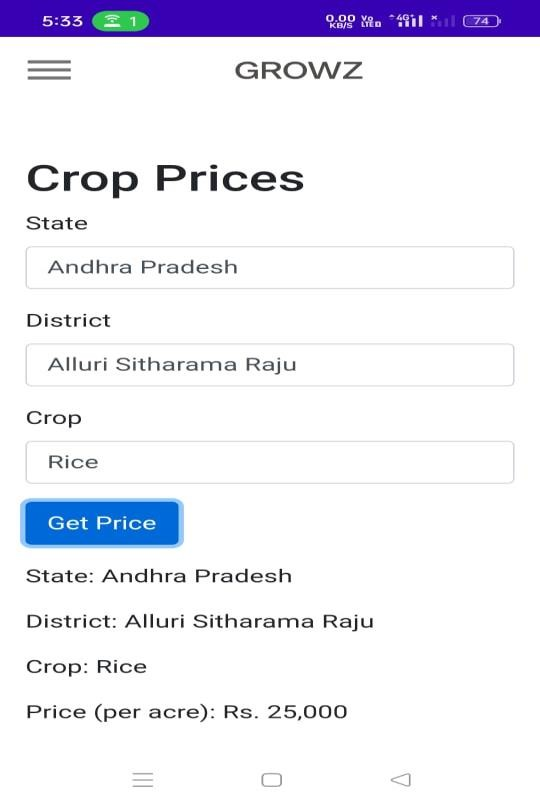 5:33 1 0.00 KB/S Vo LTE 4G+ 74
GROWZ
Crop Prices
State
Andhra Pradesh
District
Alluri Sitharama Raju
Crop
Rice
Get Price
State: Andhra Pradesh
District: Alluri Sitharama Raju
Crop: Rice
Price (per acre): Rs. 25,000